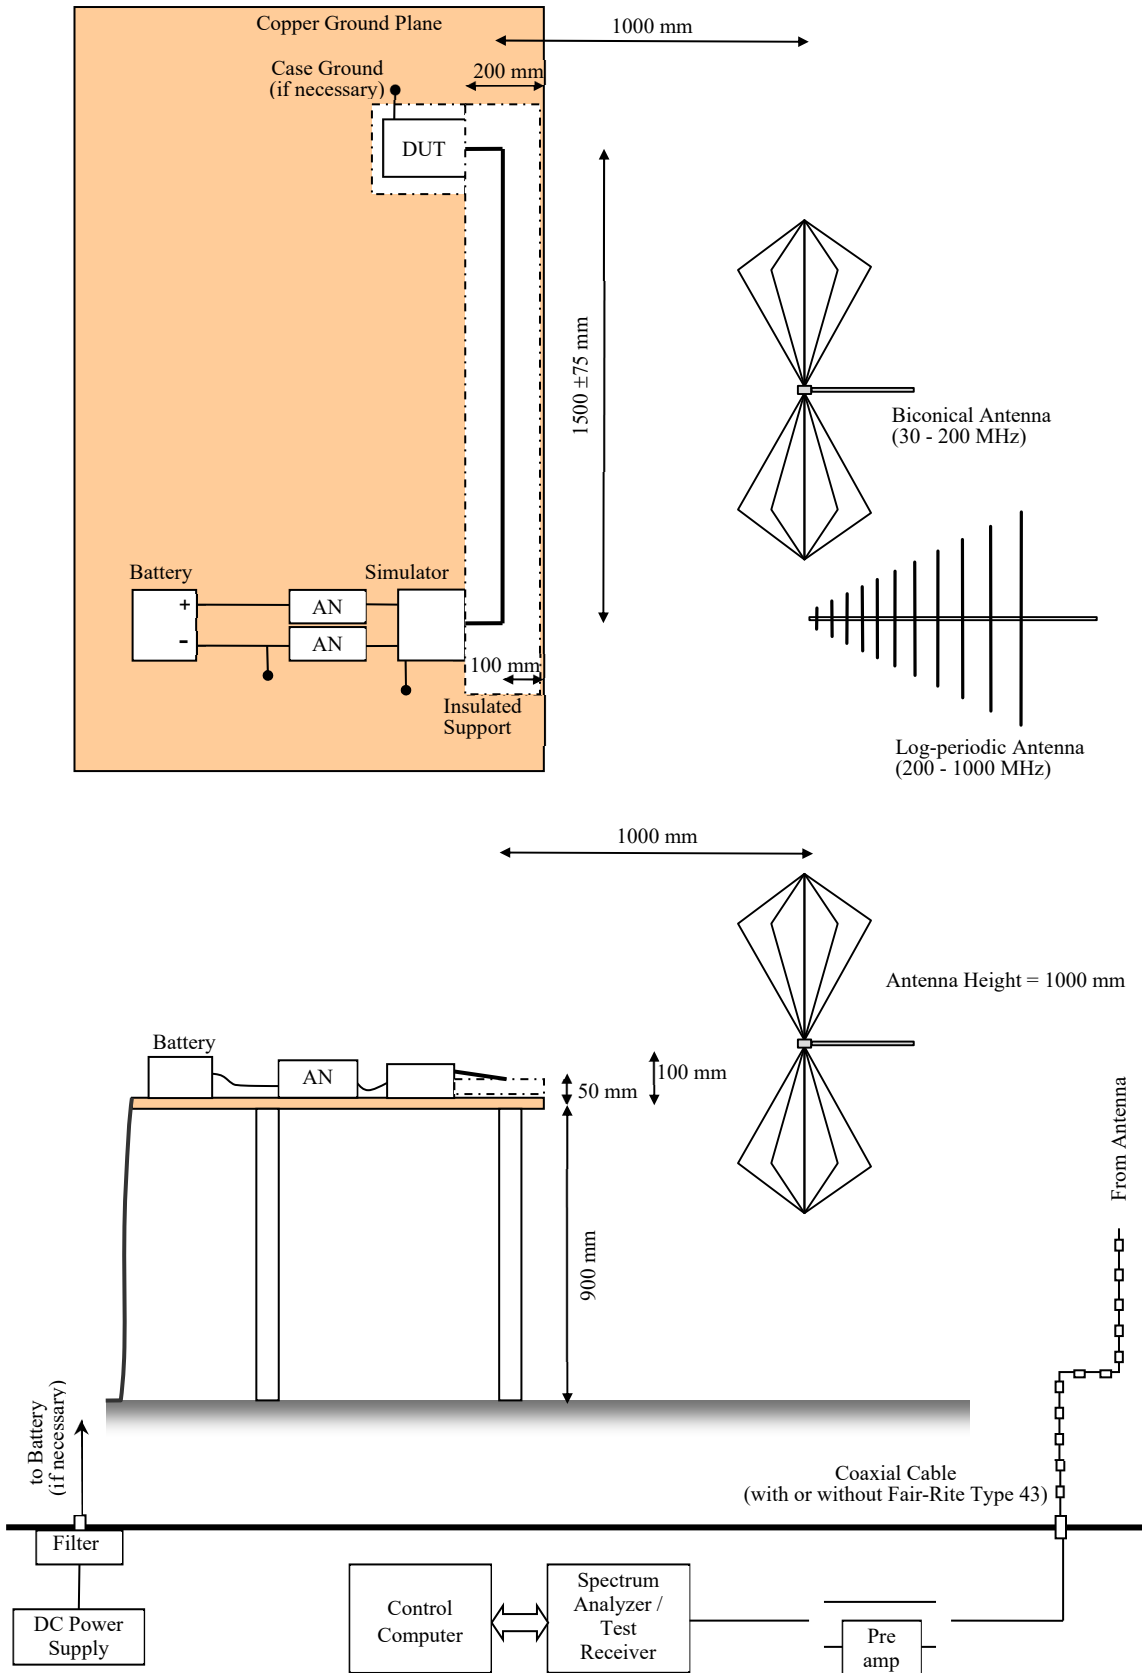 Copper Ground Plane
1000 mm
Case Ground
(if necessary)
200 mm
DUT
1500 ±75 mm
Biconical Antenna
(30 - 200 MHz)
Battery
Simulator
+
AN
-
AN
100 mm
Insulated
Support
Log-periodic Antenna
(200 - 1000 MHz)
1000 mm
Antenna Height = 1000 mm
Battery
AN
100 mm
50 mm
900 mm
From Antenna
to Battery
(if necessary)
Coaxial Cable
(with or without Fair-Rite Type 43)
Filter
DC Power
Supply
Control
Computer
Spectrum
Analyzer /
Test
Receiver
Pre
amp